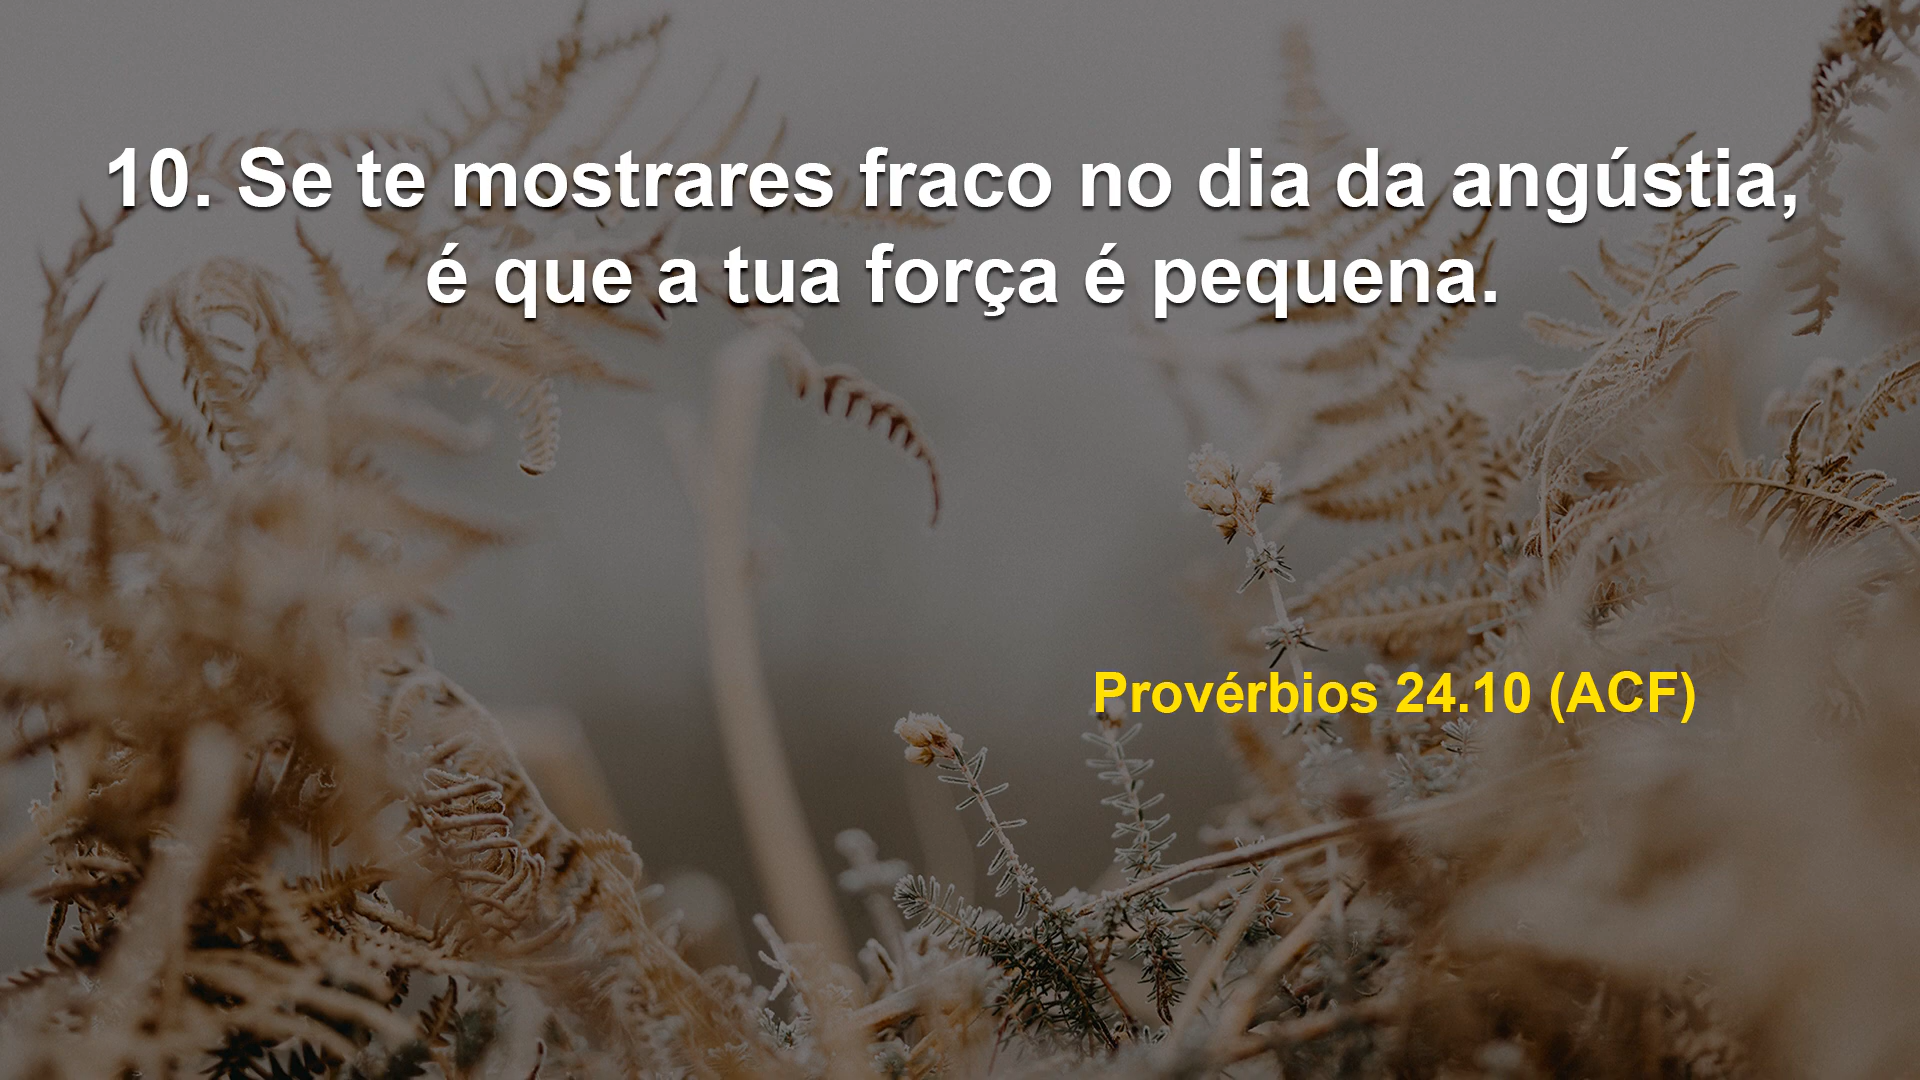 10. Se te mostrares fraco no dia da angústia,
é que a tua força é pequena.
Provérbios 24.10 (ACF)